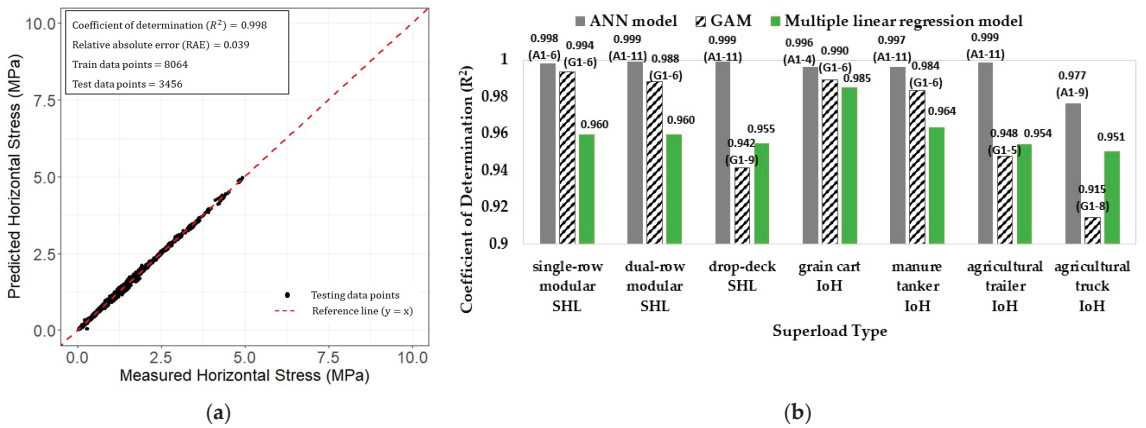 Coefficient of determination (R²) = 0.998
Relative absolute error (RAE) = 0.039
Train data points = 8064
Test data points = 3456
Predicted Horizontal Stress (MPa)
10.0
7.5
5.0
2.5
0.0
Testing data points
Reference line (y = x)
0.0 2.5 5.0 7.5 10.0
Measured Horizontal Stress (MPa)
(a)
ANN model GAM Multiple linear regression model
Coefficient of Determination (R²)
1
0.98
0.96
0.94
0.92
0.9
0.998
(A1-6)
0.994
(G1-6)
0.960
0.999
(A1-11)
0.988
(G1-6)
0.960
0.999
(A1-11)
0.942
(G1-9)
0.955
0.996
(A1-4)
0.990
(G1-6)
0.985
0.997
(A1-11)
0.984
(G1-6)
0.964
0.999
(A1-11)
0.948
(G1-5)
0.954
0.977
(A1-9)
0.915
(G1-8)
0.951
single-row
modular
SHL
dual-row
modular
SHL
drop-deck
SHL
grain cart
IoH
manure
tanker
IoH
agricultural
trailer IoH
agricultural
truck IoH
Superload Type
(b)